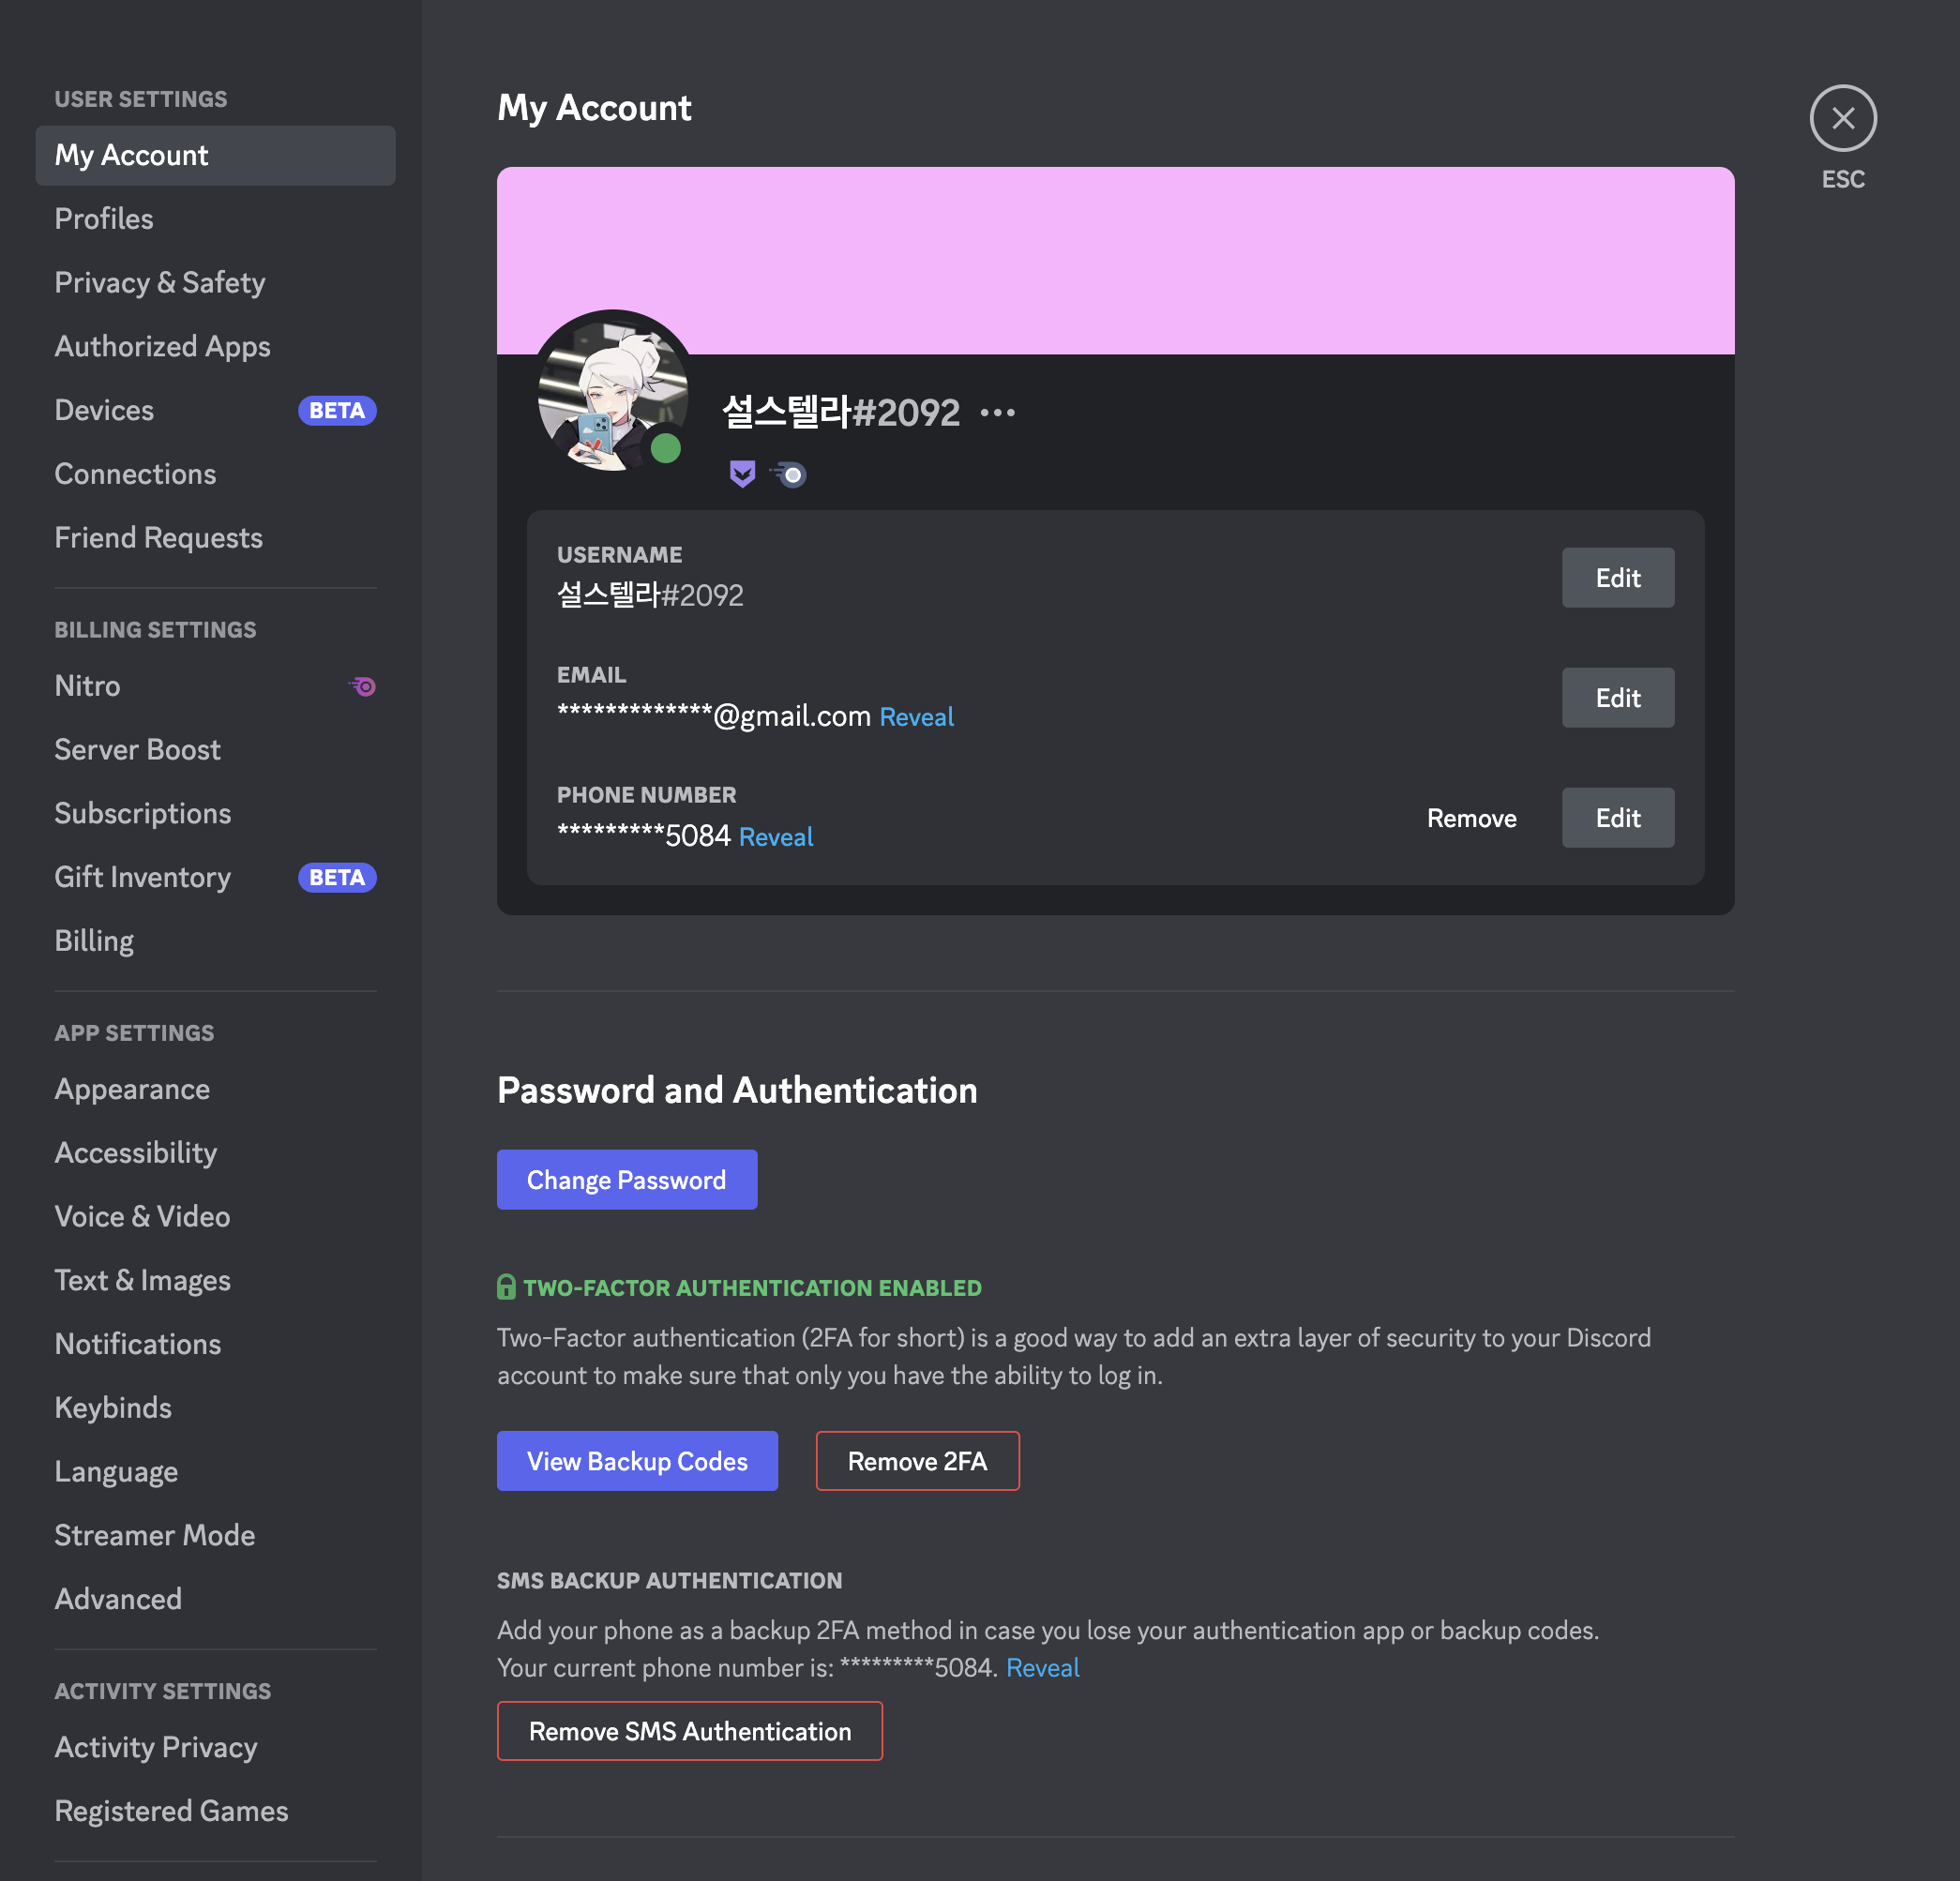 USER SETTINGS
My Account
Profiles
Privacy & Safety
Authorized Apps
Devices BETA
Connections
Friend Requests
BILLING SETTINGS
Nitro
Server Boost
Subscriptions
Gift Inventory BETA
Billing
APP SETTINGS
Appearance
Accessibility
Voice & Video
Text & Images
Notifications
Keybinds
Language
Streamer Mode
Advanced
ACTIVITY SETTINGS
Activity Privacy
Registered Games
My Account
ESC
설스텔라#2092
USERNAME
설스텔라#2092
Edit
EMAIL
*************@gmail.com Reveal
Edit
PHONE NUMBER
*********5084 Reveal
Remove
Edit
Password and Authentication
Change Password
TWO-FACTOR AUTHENTICATION ENABLED
Two-Factor authentication (2FA for short) is a good way to add an extra layer of security to your Discord
account to make sure that only you have the ability to log in.
View Backup Codes
Remove 2FA
SMS BACKUP AUTHENTICATION
Add your phone as a backup 2FA method in case you lose your authentication app or backup codes.
Your current phone number is: *********5084. Reveal
Remove SMS Authentication